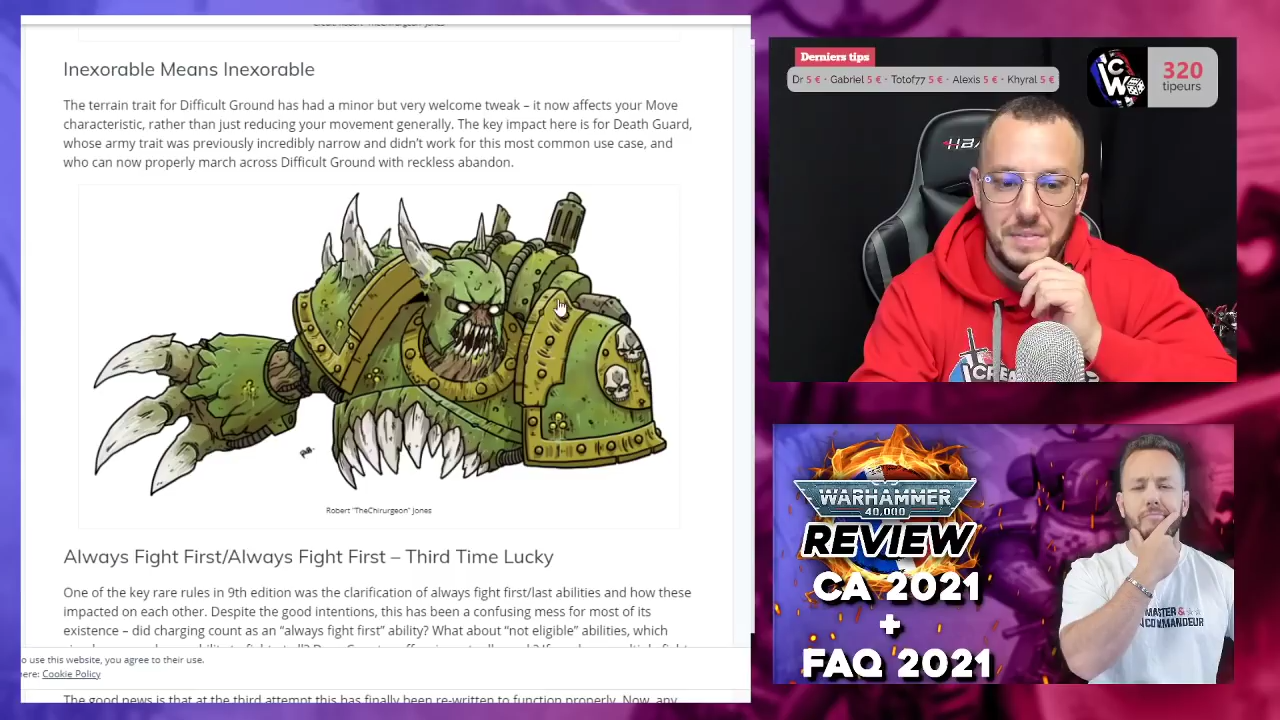 Inexorable Means Inexorable
The terrain trait for Difficult Ground has had a minor but very welcome tweak – it now affects your Move
characteristic, rather than just reducing your movement generally. The key impact here is for Death Guard,
whose army trait was previously incredibly narrow and didn’t work for this most common use case, and
who can now properly march across Difficult Ground with reckless abandon.
Robert "TheChirurgeon" Jones
Always Fight First/Always Fight First – Third Time Lucky
One of the key rare rules in 9th edition was the clarification of always fight first/last abilities and how these
impacted on each other. Despite the good intentions, this has been a confusing mess for most of its
existence – did charging count as an “always fight first” ability? What about “not eligible” abilities, which
o use this website, you agree to their use.
ere: Cookie Policy
The good news is that at the third attempt this has finally been re-written to function properly. Now, any
Derniers tips
Dr 5 € · Gabriel 5 € · Totof77 5 € · Alexis 5 € · Khyral 5 €
CW
320
tipeurs
HBA
CREA
WARHAMMER
40,000
REVIEW
CA 2021
+
FAQ 2021
MASTER &
COMMANDEUR